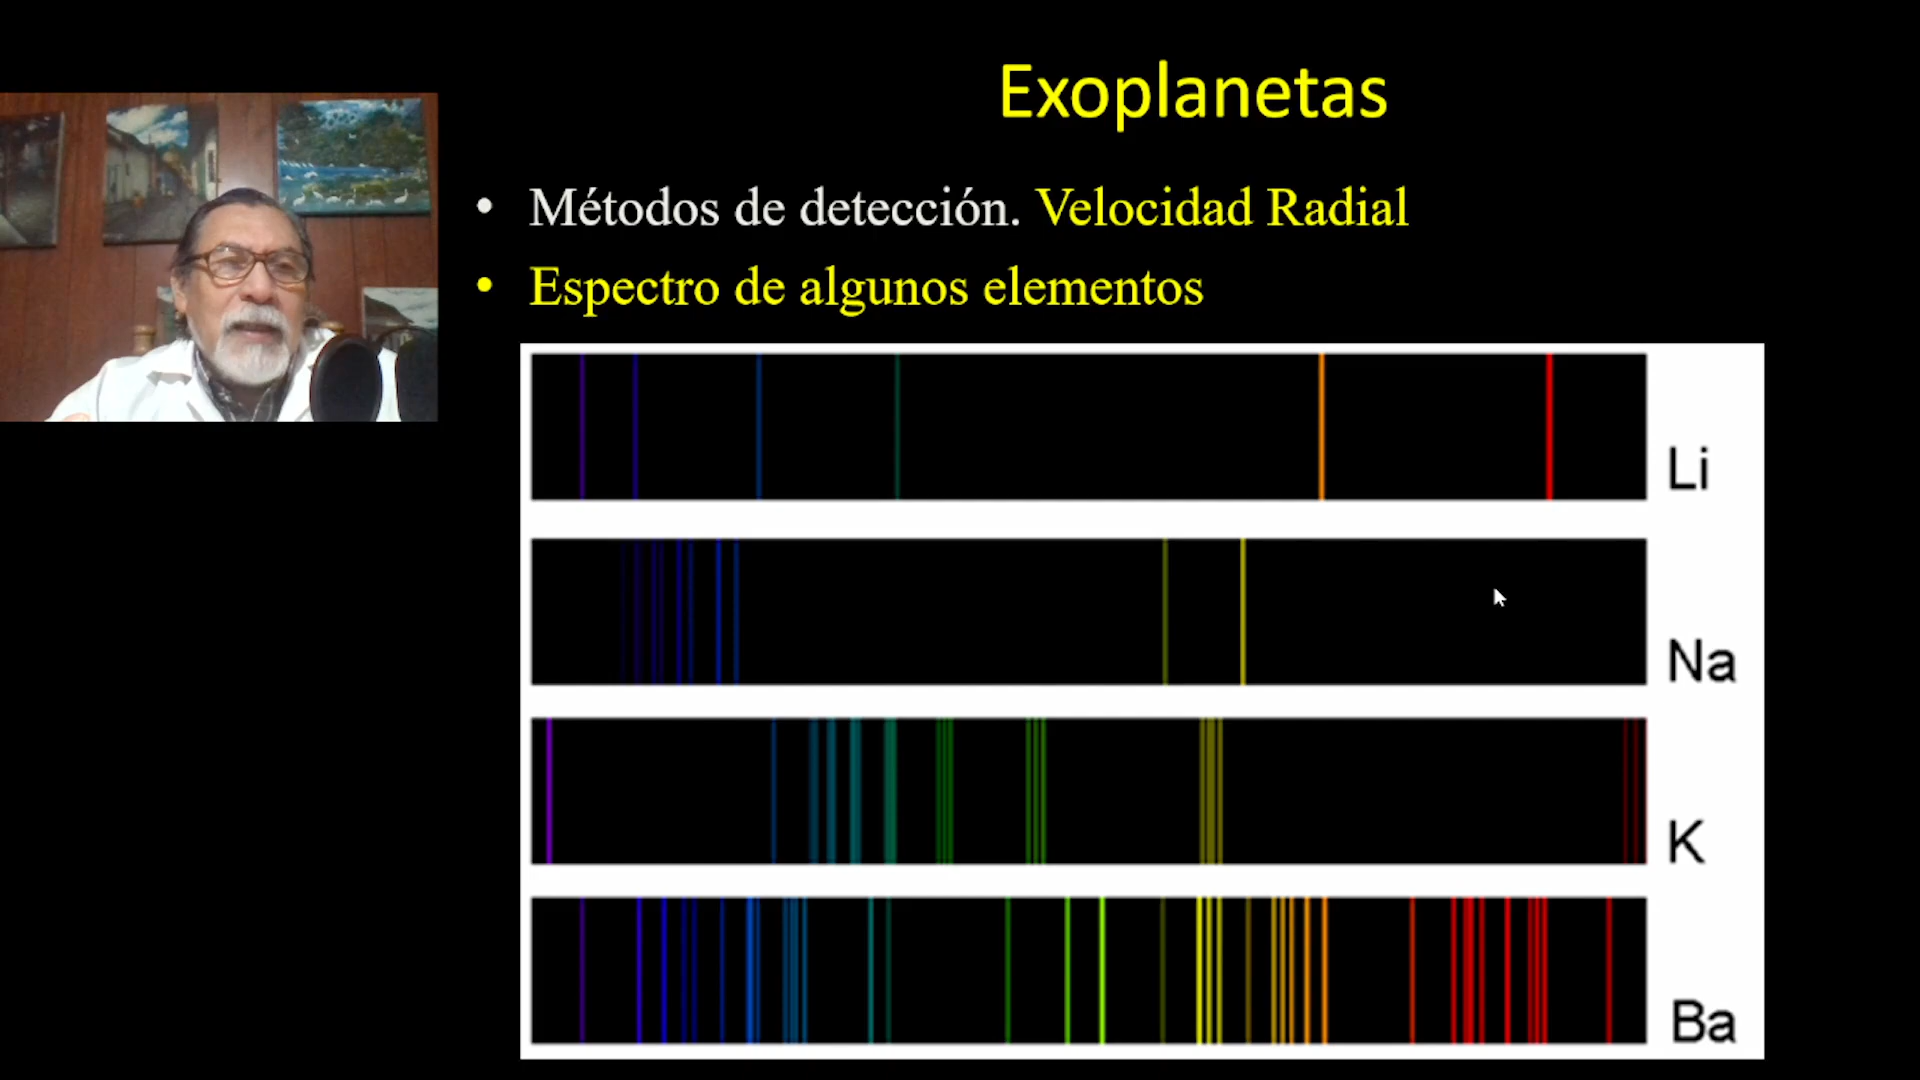 Exoplanetas
• Métodos de detección. Velocidad Radial
• Espectro de algunos elementos
Li
Na
K
Ba